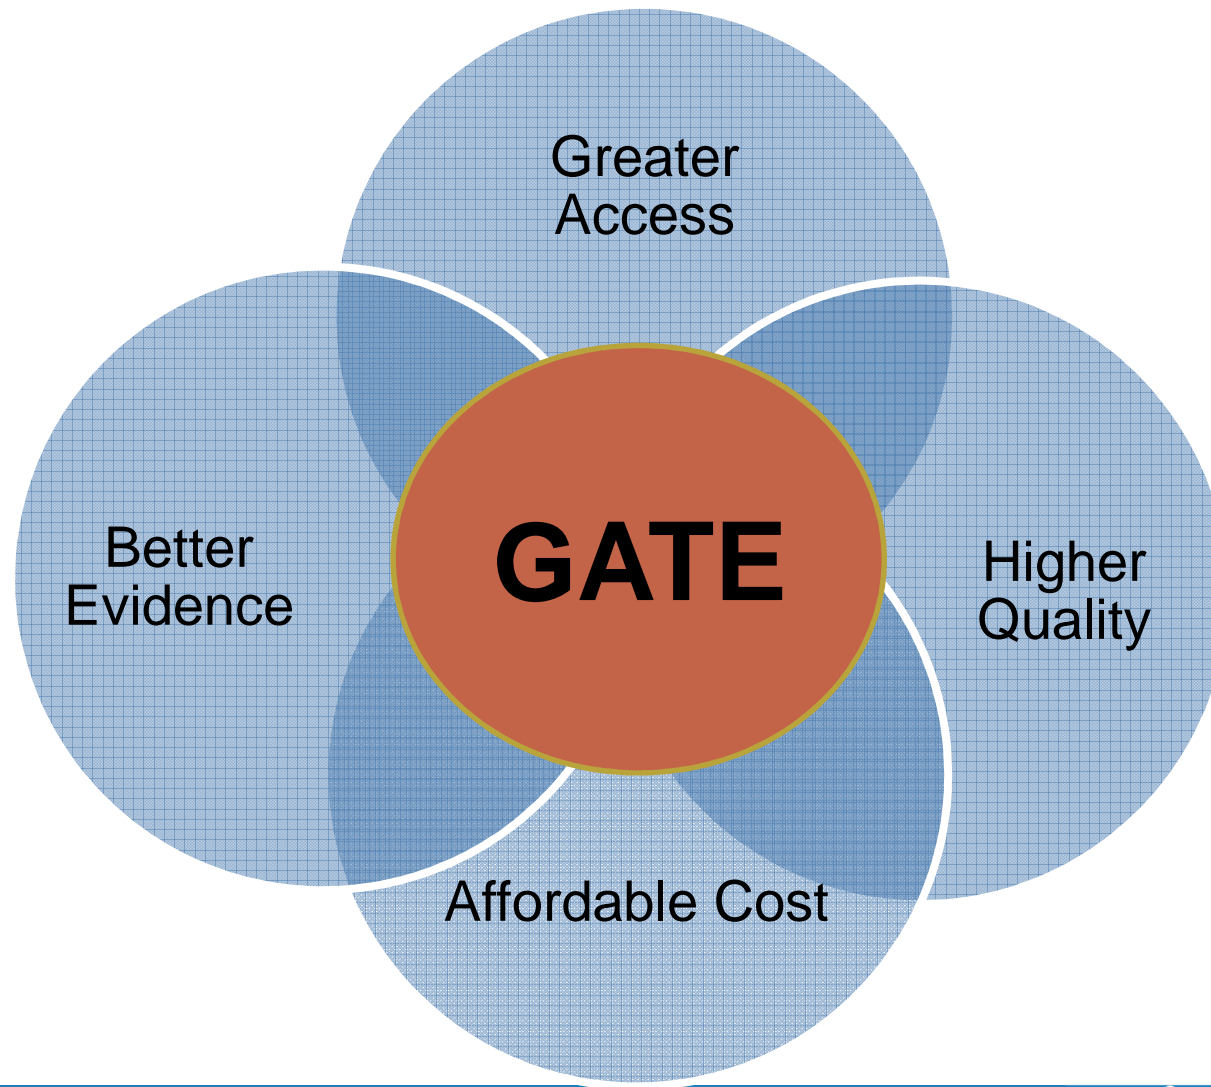 Greater
Access
Better
Evidence
GATE
Higher
Quality
Affordable Cost